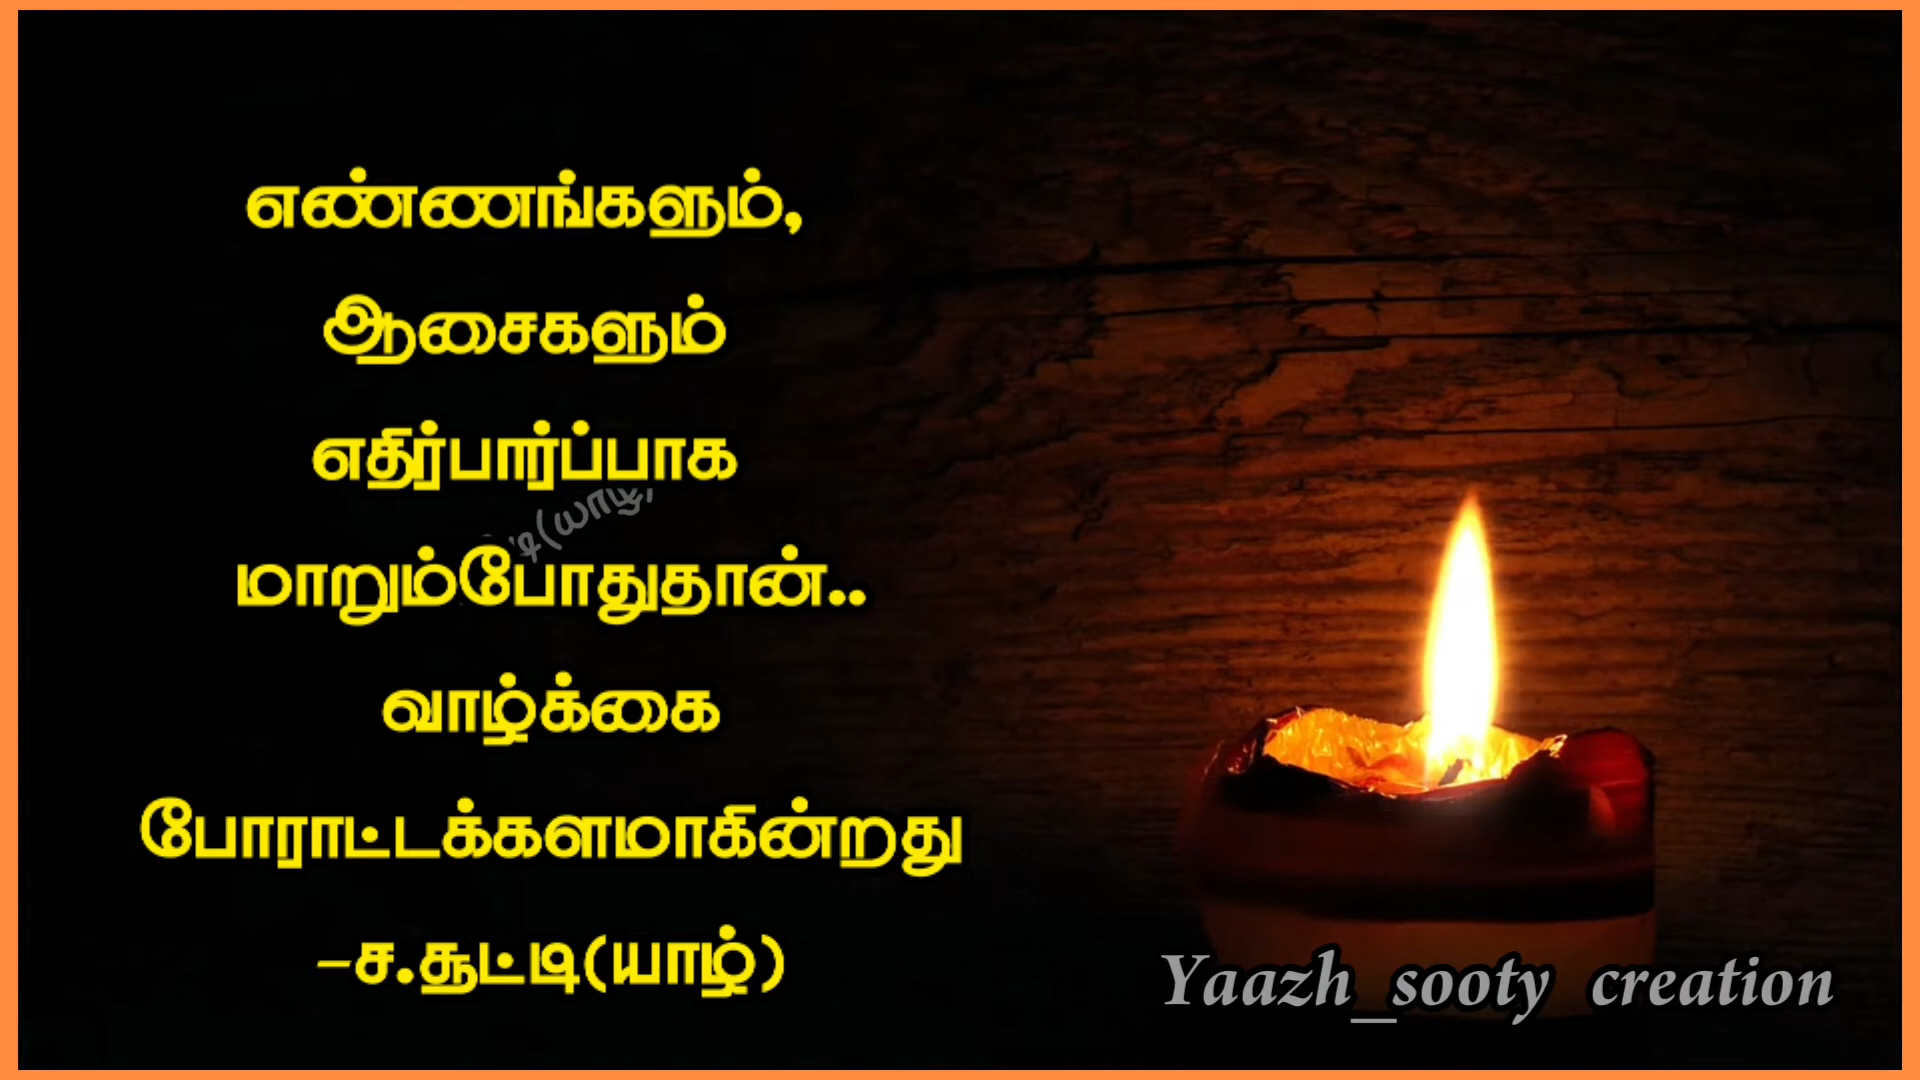 எண்ணங்களும்,
ஆசைகளும்
எதிர்பார்ப்பாக
மாறும்போதுதான்..
வாழ்க்கை
போராட்டக்களமாகின்றது
-ச.சூட்டி(யாழ்)
Yaazh_sooty creation